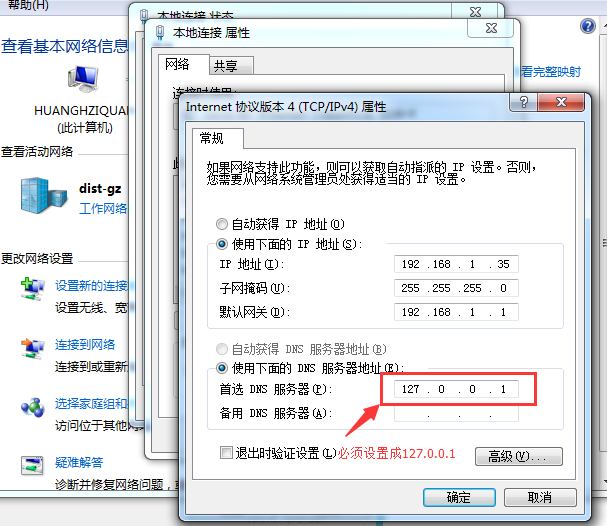 帮助(H)
本地连接 状态
本地连接 属性
查看基本网络信息
看完整映射
网络
共享
连接时使用:
HUANGHZIQUAN
(此计算机)
查看活动网络
dist-gz
工作网络
更改网络设置
设置新的连接
设置无线、宽
连接到网络
连接到或重新
选择家庭组和
访问位于其他网
疑难解答
诊断并修复网络问题，或
Internet 协议版本 4 (TCP/IPv4) 属性
常规
如果网络支持此功能，则可以获取自动指派的 IP 设置。否则，
您需要从网络系统管理员处获得适当的 IP 设置。
自动获得 IP 地址(O)
使用下面的 IP 地址(S):
IP 地址(I): 192 .168 . 1 . 35
子网掩码(U): 255 .255 .255 . 0
默认网关(D): 192 .168 . 1 . 1
自动获得 DNS 服务器地址(B)
使用下面的 DNS 服务器地址(E):
首选 DNS 服务器(P): 127 . 0 . 0 . 1
备用 DNS 服务器(A): . . .
退出时验证设置(L) 必须设置成127.0.0.1
高级(V)...
确定
取消